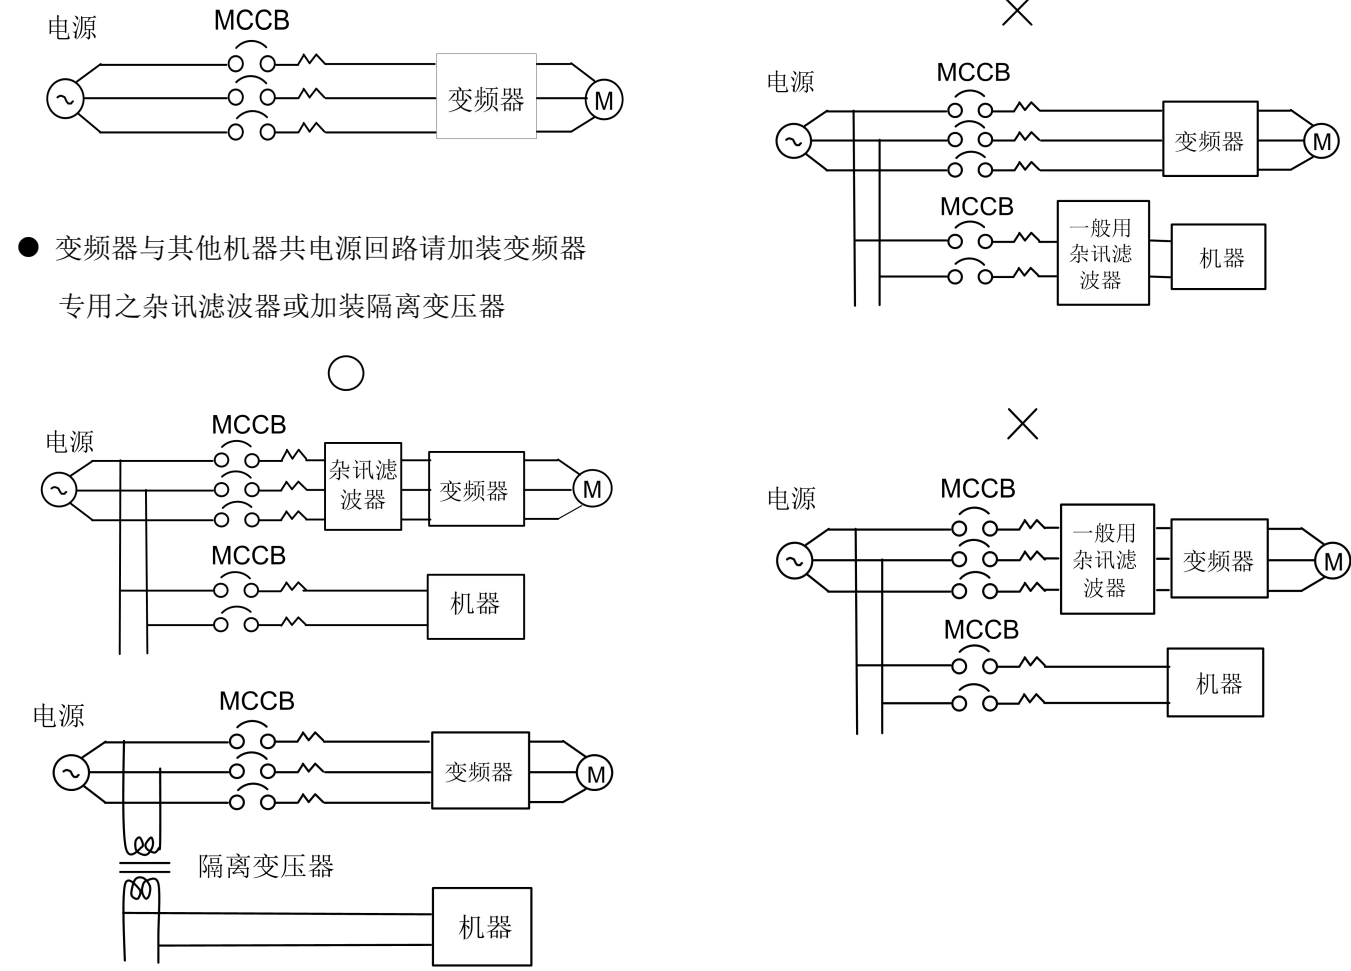 电源
MCCB
变频器
M
● 变频器与其他机器共电源回路请加装变频器
专用之杂讯滤波器或加装隔离变压器
MCCB
电源
杂讯滤
波器
变频器
M
MCCB
机器
MCCB
电源
变频器
M
隔离变压器
机器
MCCB
电源
变频器
M
MCCB
一般用
杂讯滤
波器
机器
MCCB
电源
一般用
杂讯滤
波器
变频器
M
MCCB
机器